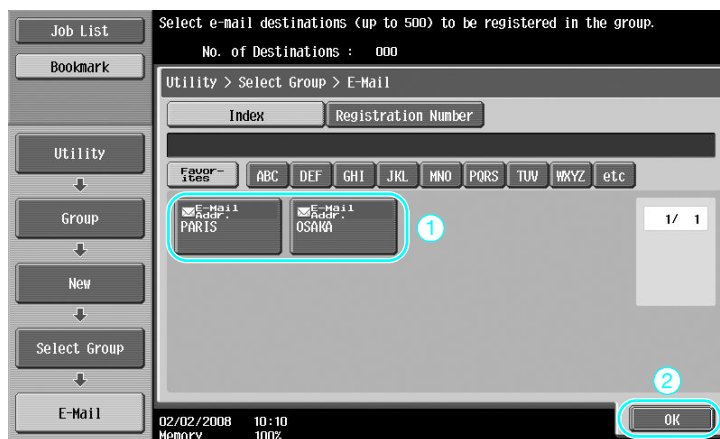 Job List
Bookmark
Utility
Group
New
Select Group
E-Mail
Select e-mail destinations (up to 500) to be registered in the group.
No. of Destinations : 000
Utility > Select Group > E-Mail
Index
Registration Number
Favor-
ites
ABC
DEF
GHI
JKL
MNO
PQRS
TUV
WXYZ
etc
E-Mail
Addr.
PARIS
E-Mail
Addr.
OSAKA
1
1/ 1
2
OK
02/02/2008 10:10
Memory 100%